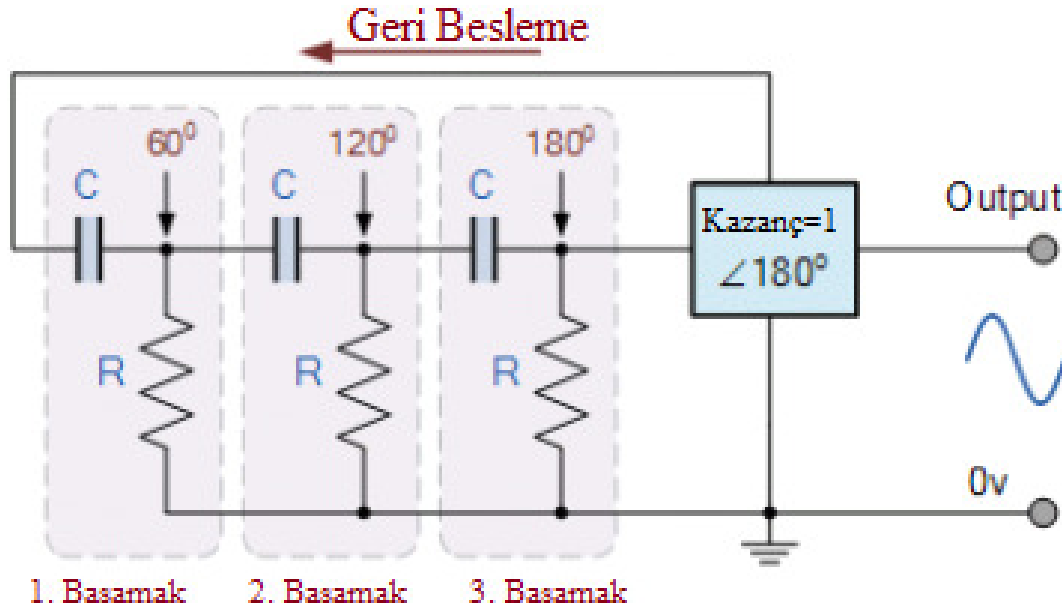 Geri Besleme
60⁰ 120⁰ 180⁰
C C C
Output
Kazanç=1
∠180⁰
R R R
0v
1. Basamak 2. Basamak 3. Basamak